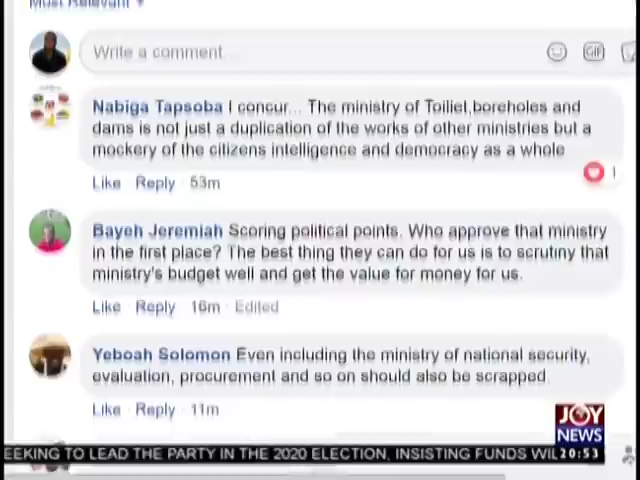 Most Relevant
Write a comment...
GIF
Nabiga Tapsoba I concur... The ministry of Toiliel,boreholes and
dams is not just a duplication of the works of other ministries but a
mockery of the citizens intelligence and democracy as a whole
1
Like Reply 53m
Bayeh Jeremiah Scoring political points. Who approve that ministry
in the first place? The best thing they can do for us is to scrutiny that
ministry's budget well and get the value for money for us.
Like Reply 16m · Edited
Yeboah Solomon Even including the ministry of national security,
evaluation, procurement and so on should also be scrapped.
Like Reply 11m
JOY
NEWS
EEKING TO LEAD THE PARTY IN THE 2020 ELECTION, INSISTING FUNDS WIL 20:53